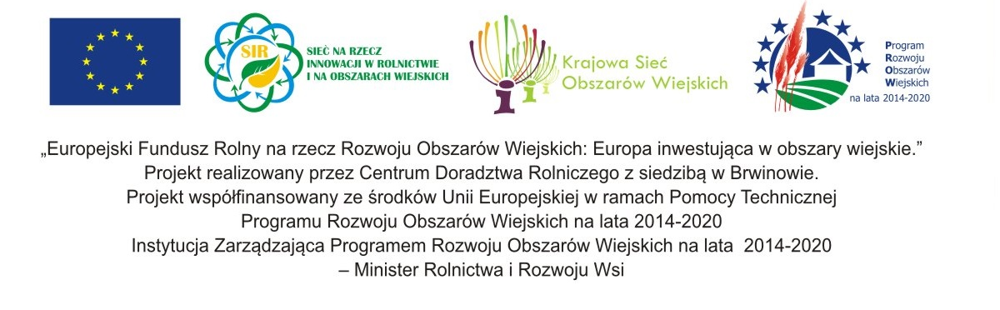 SIR
SIEĆ NA RZECZ
INNOWACJI W ROLNICTWIE
I NA OBSZARACH WIEJSKICH
Krajowa Sieć
Obszarów Wiejskich
Program
Rozwoju
Obszarów
Wiejskich
na lata 2014-2020
„Europejski Fundusz Rolny na rzecz Rozwoju Obszarów Wiejskich: Europa inwestująca w obszary wiejskie.”
Projekt realizowany przez Centrum Doradztwa Rolniczego z siedzibą w Brwinowie.
Projekt współfinansowany ze środków Unii Europejskiej w ramach Pomocy Technicznej
Programu Rozwoju Obszarów Wiejskich na lata 2014-2020
Instytucja Zarządzająca Programem Rozwoju Obszarów Wiejskich na lata  2014-2020
– Minister Rolnictwa i Rozwoju Wsi